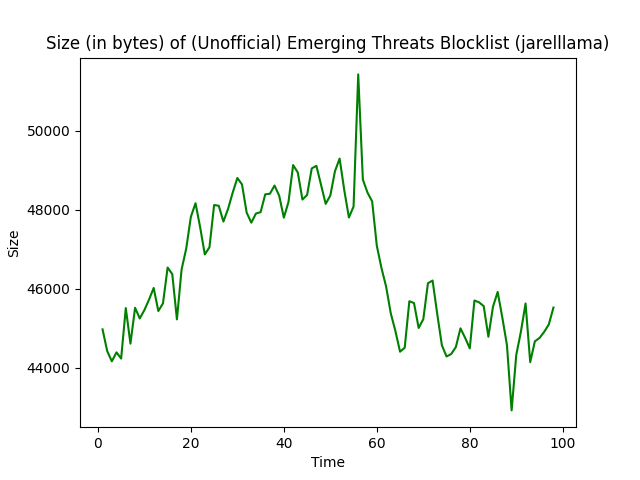 Size (in bytes) of (Unofficial) Emerging Threats Blocklist (jarelllama)
50000
48000
46000
44000
Size
0 20 40 60 80 100
Time